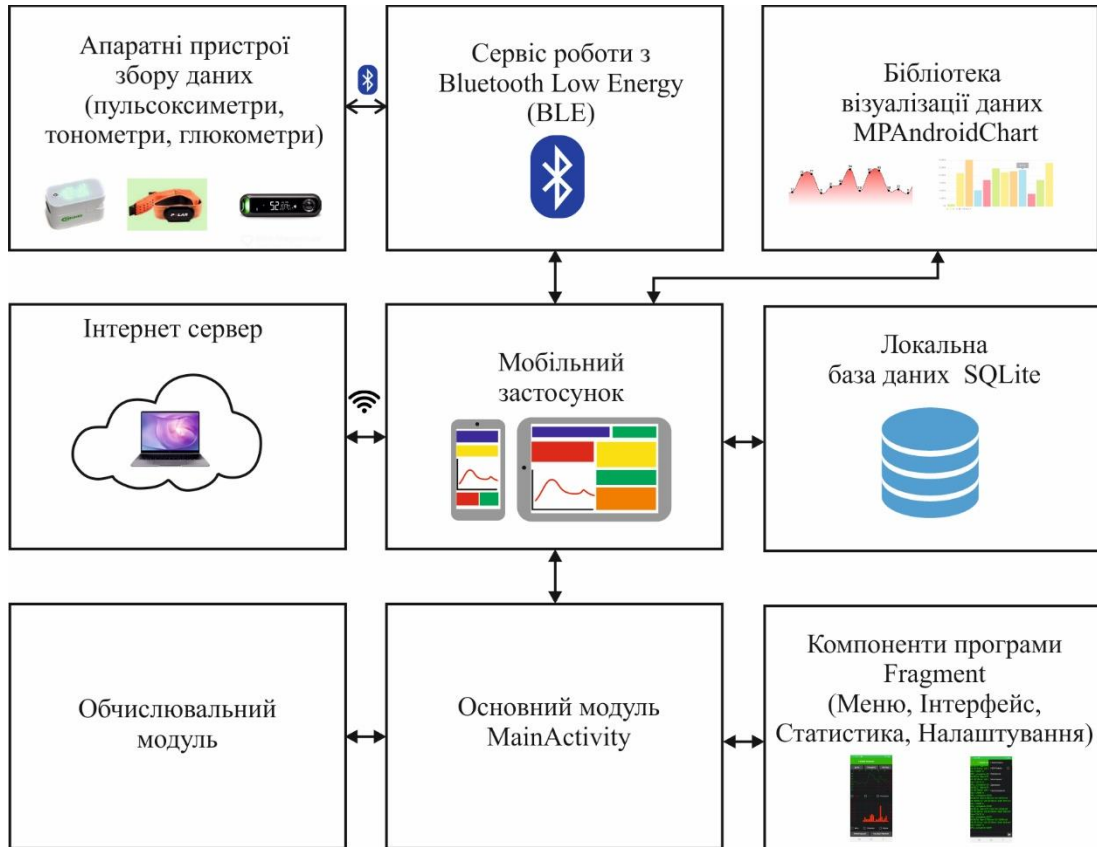 Апаратні пристрої
збору даних
(пульсоксиметри,
тонометри, глюкометри)
Сервіс роботи з
Bluetooth Low Energy
(BLE)
Бібліотека
візуалізації даних
MPAndroidChart
Інтернет сервер
Мобільний
застосунок
Локальна
база даних SQLite
Обчислювальний
модуль
Основний модуль
MainActivity
Компоненти програми
Fragment
(Меню, Інтерфейс,
Статистика, Налаштування)